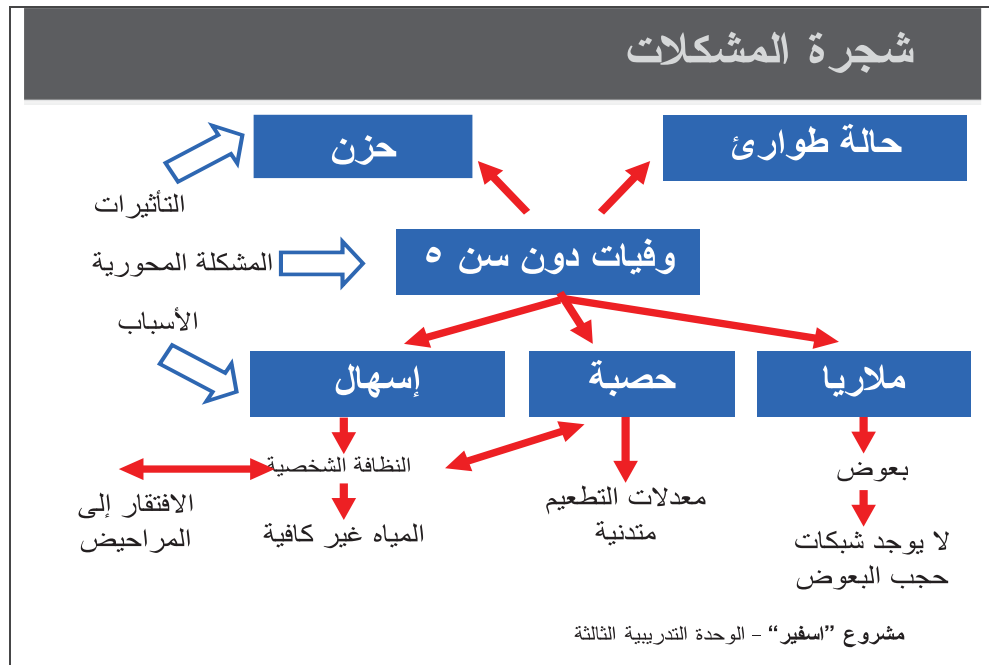 شجرة المشكلات
حالة طوارئ
حزن
التأثيرات
وفيات دون سن ٥
المشكلة المحورية
الأسباب
ملاريا
حصبة
إسهال
بعوض
النظافة الشخصية
معدلات التطعيم
متدنية
الافتقار إلى
المراحيض
المياه غير كافية
لا يوجد شبكات
حجب البعوض
مشروع ”اسفير“ – الوحدة التدريبية الثالثة